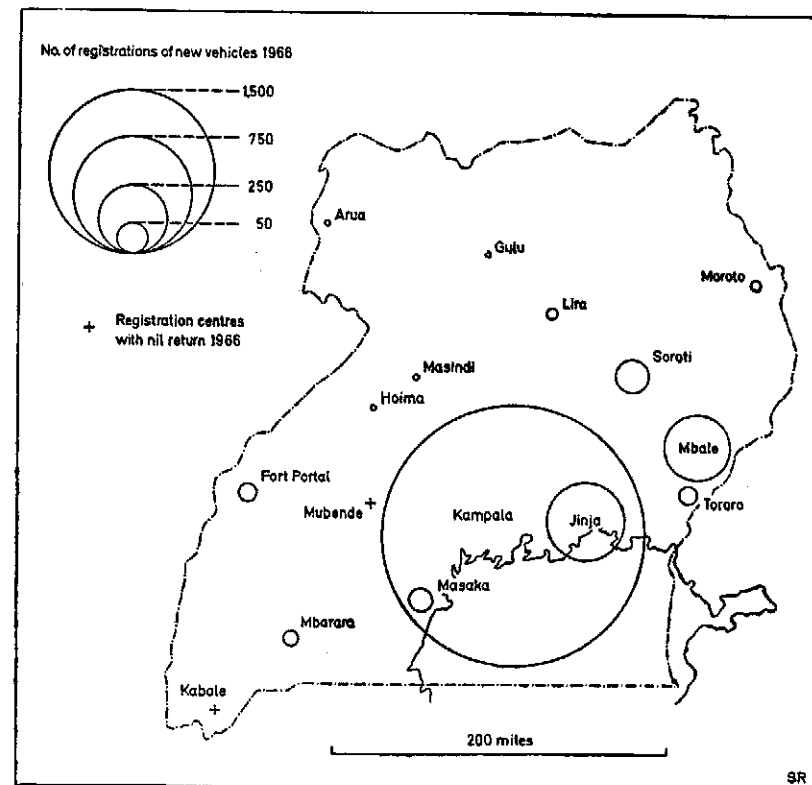 No. of registrations of new vehicles 1966
1,500
750
250
50
Registration centres
with nil return 1966
Arua
Gulu
Moroto
Lira
Soroti
Masindi
Hoima
Mbale
Fort Portal
Mubende
Kampala
Jinja
Tororo
Masaka
Mbarara
Kabale
200 miles
SR